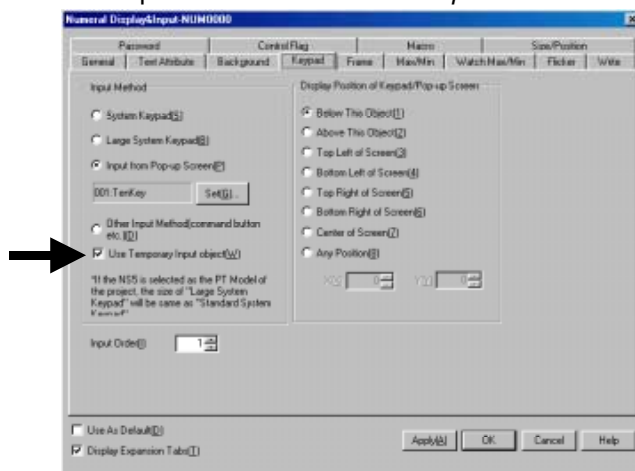 Numeral Display&Input-NUM0000
Password Control Flag Macro Size/Position
General Text Attribute Background Keypad Frame Max/Min Watch Max/Min Flicker Write
Input Method
System Keypad[S]
Large System Keypad[B]
Input from Pop-up Screen[P]
001:TenKey Set[G]...
Other Input Method(command button
etc.)[D]
Use Temporary Input
object[W]
*If the NS5 is selected as the PT Model of
the project, the size of "Large System
Keypad" will be same as "Standard System
Keypad"
Input Order[I] 1
Display Position of Keypad/Pop-up Screen
Below This Object[1]
Above This Object[2]
Top Left of Screen[3]
Bottom Left of Screen[4]
Top Right of Screen[5]
Bottom Right of Screen[6]
Center of Screen[7]
Any Position[8]
X[X] 0 Y[Y] 0
Use As Default[D]
Display Expansion Tabs[T]
Apply[A] OK Cancel Help